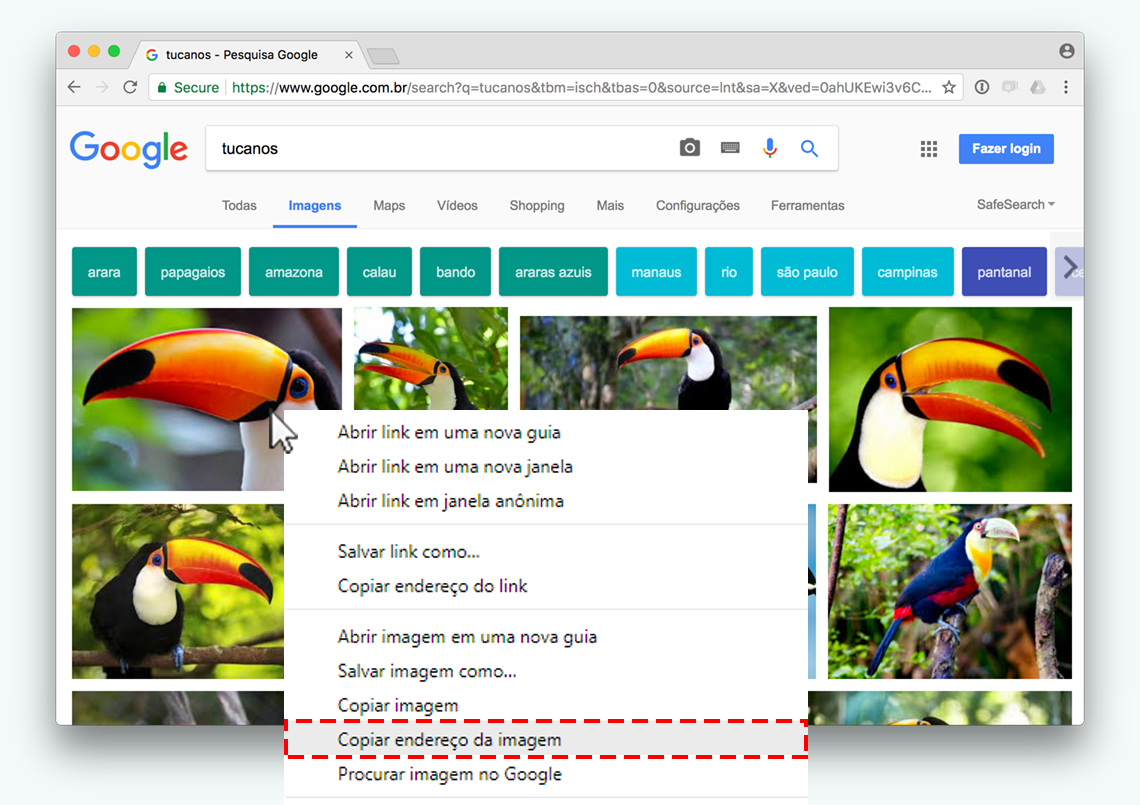 tucanos - Pesquisa Google
Secure https://www.google.com.br/search?q=tucanos&tbm=isch&tbas=0&source=lnt&sa=X&ved=0ahUKEwi3v6C...
Google tucanos Fazer login
Todas Imagens Maps Vídeos Shopping Mais Configurações Ferramentas SafeSearch
arara papagaios amazona calau bando araras azuis manaus rio são paulo campinas pantanal
Abrir link em uma nova guia
Abrir link em uma nova janela
Abrir link em janela anônima
Salvar link como...
Copiar endereço do link
Abrir imagem em uma nova guia
Salvar imagem como...
Copiar imagem
Copiar endereço da imagem
Procurar imagem no Google